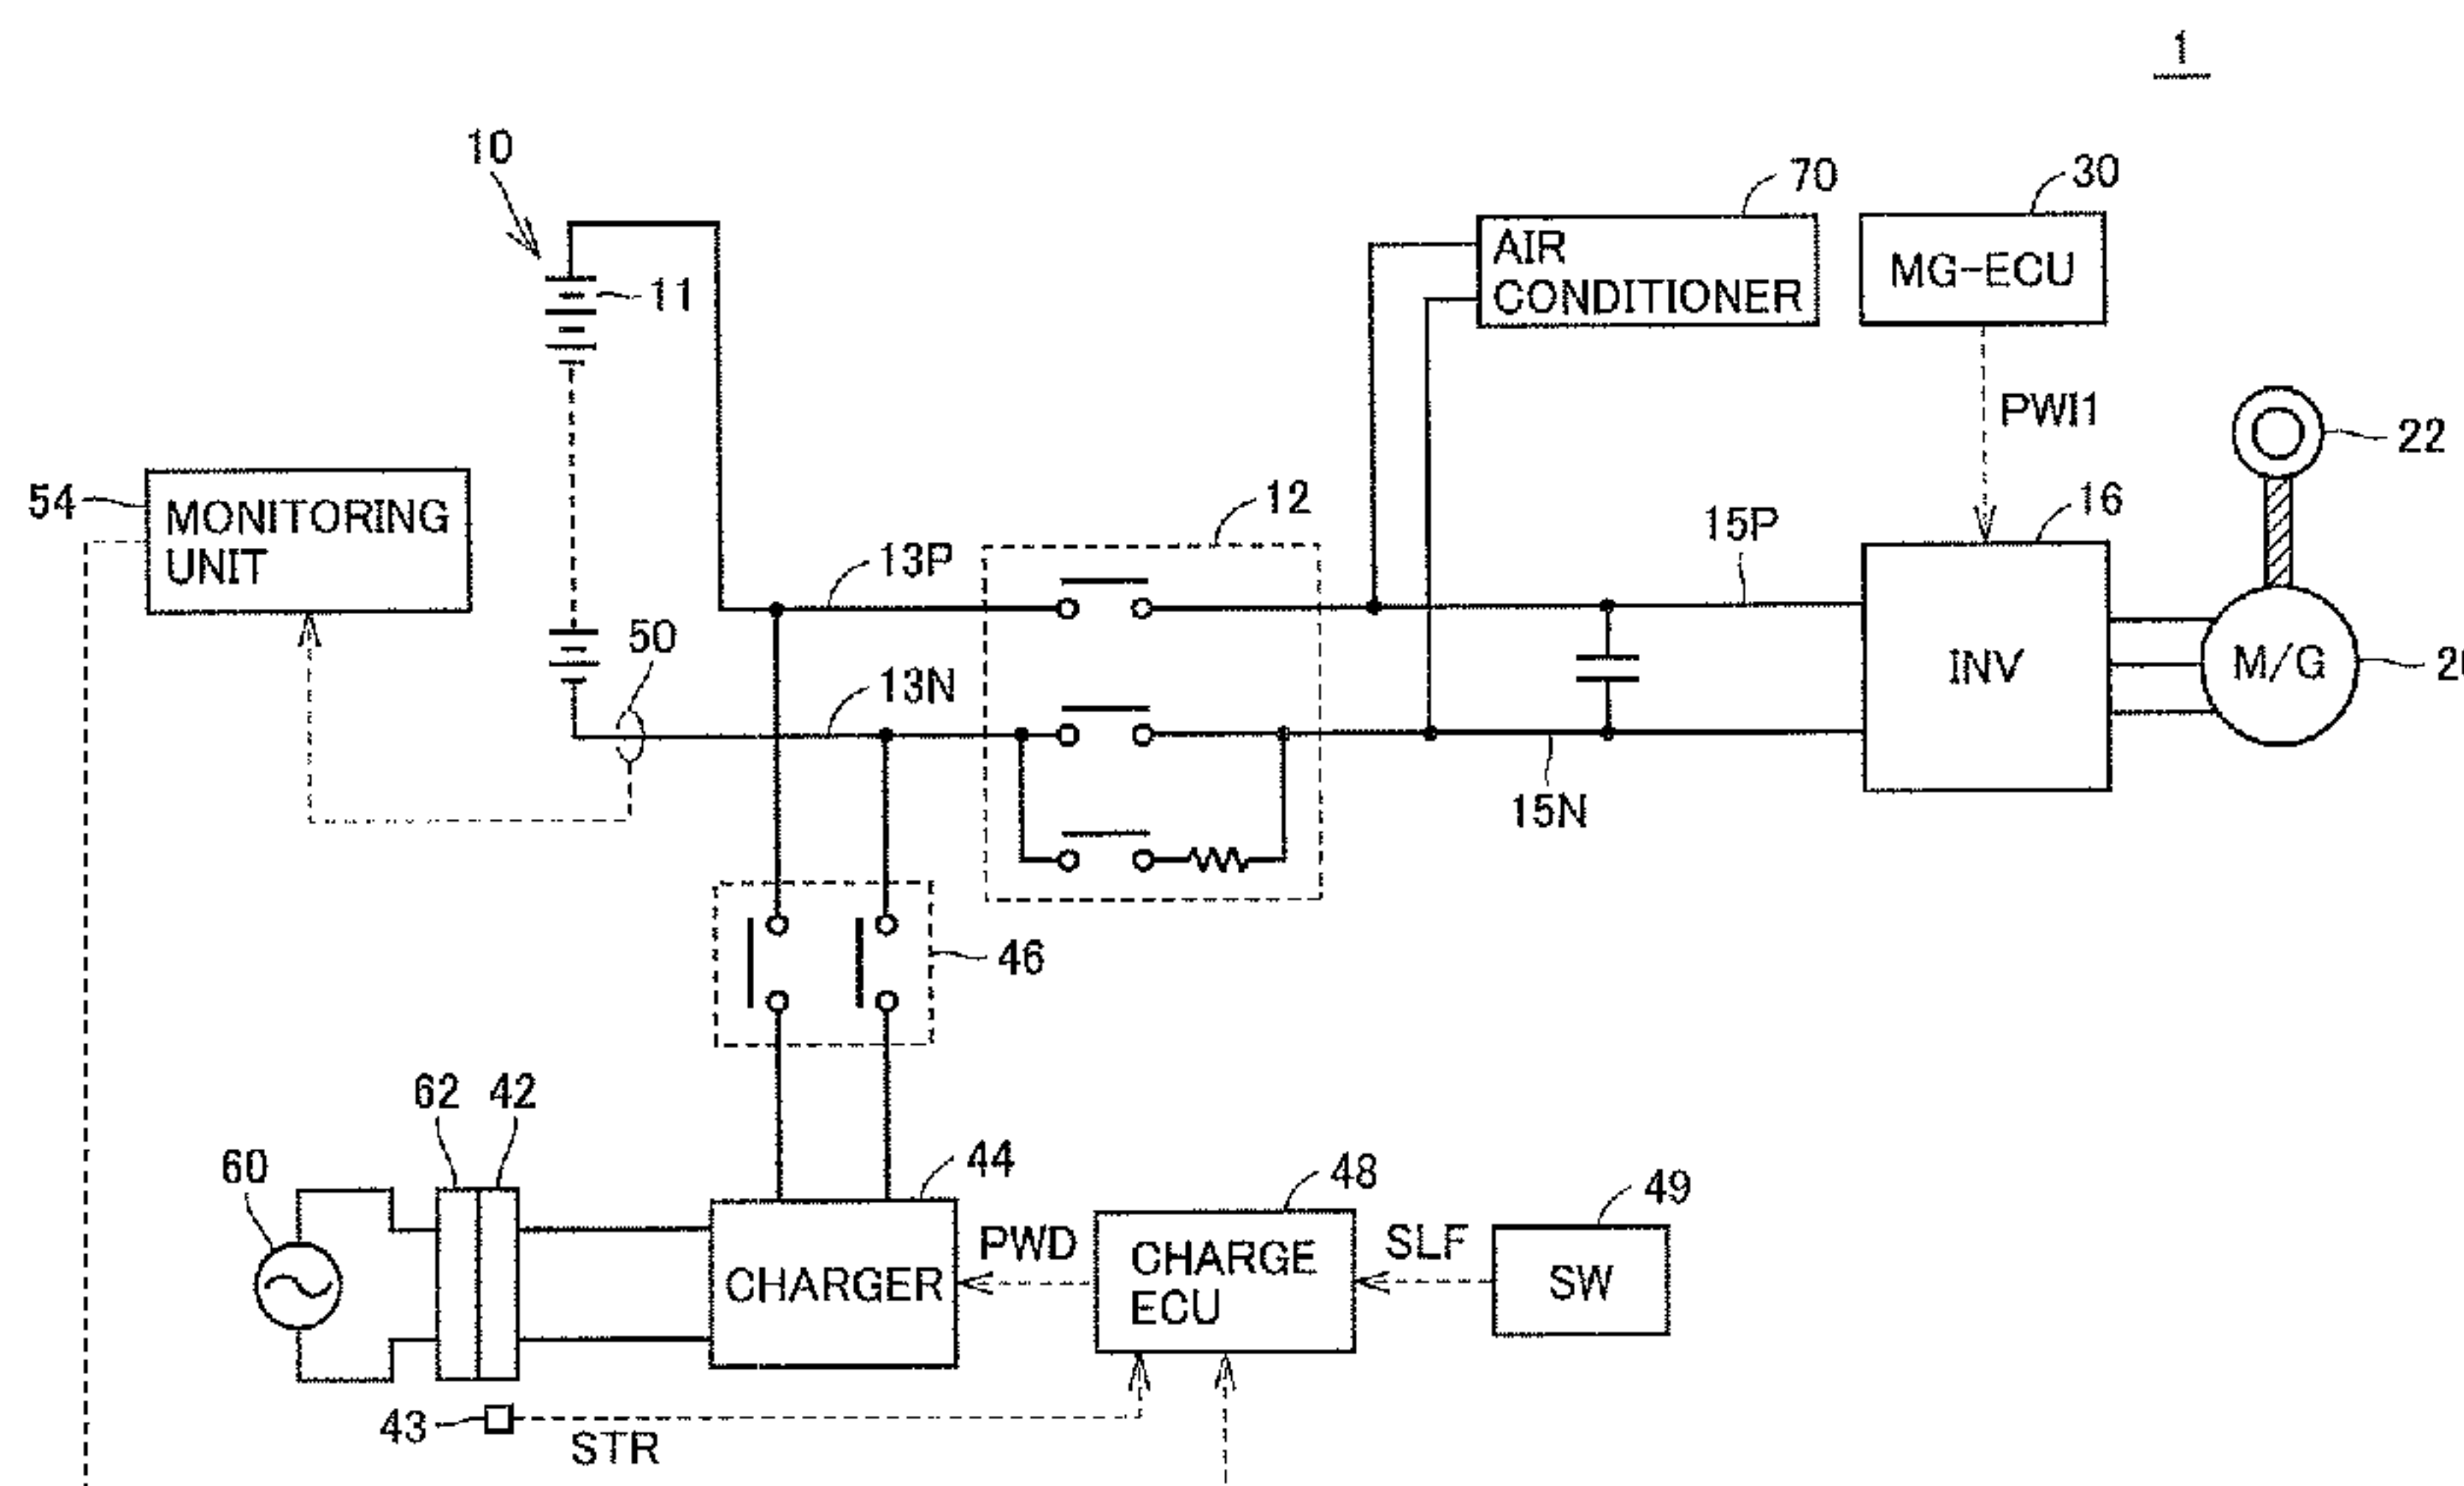 1
10
70
30
AIR
CONDITIONER
MG-ECU
11
PWI1
22
54
MONITORING
UNIT
12
16
13P
15P
50
INV
M/G
13N
15N
46
62 42
60
44
48
49
PWD
SLF
CHARGER
CHARGE
ECU
SW
43
STR